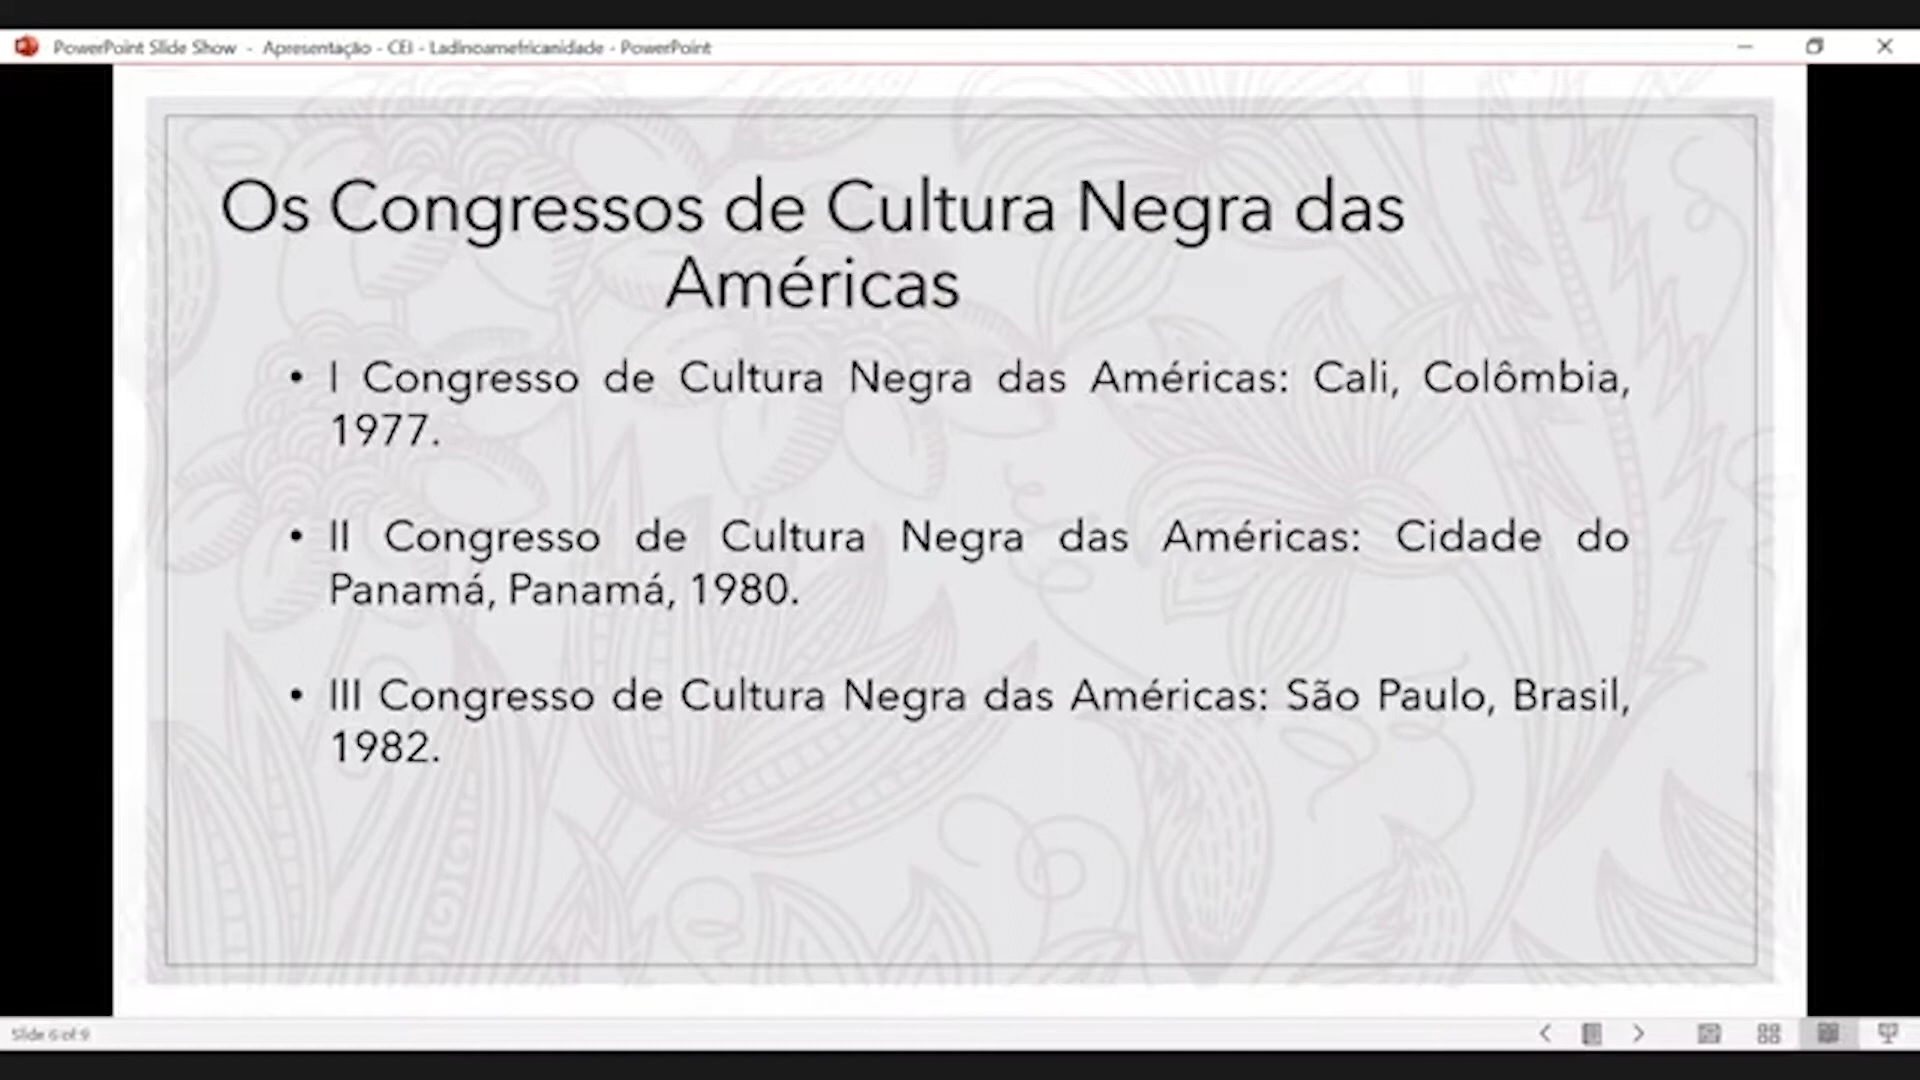 PowerPoint Slide Show - Apresentação - CEI - Ladinoamefricanidade - PowerPoint
Os Congressos de Cultura Negra das
Américas
• I Congresso de Cultura Negra das Américas: Cali, Colômbia,
1977.
• II Congresso de Cultura Negra das Américas: Cidade do
Panamá, Panamá, 1980.
• III Congresso de Cultura Negra das Américas: São Paulo, Brasil,
1982.
Slide 6 of 9